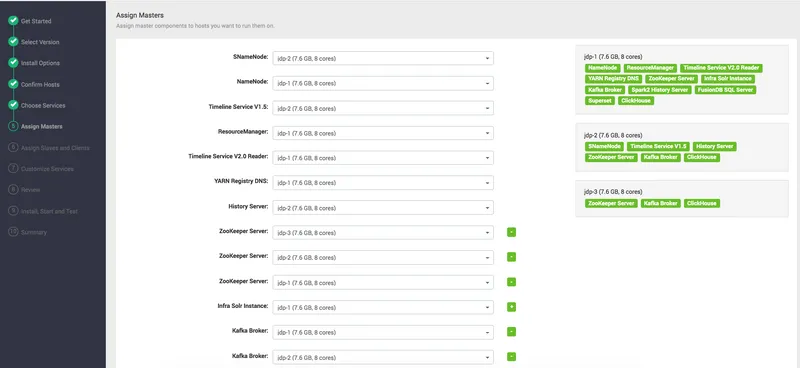 Get Started
Select Version
Install Options
Confirm Hosts
Choose Services
5 Assign Masters
6 Assign Slaves and Clients
7 Customize Services
8 Review
9 Install, Start and Test
10 Summary
Assign Masters
Assign master components to hosts you want to run them on.
SNameNode: jdp-2 (7.6 GB, 8 cores)
NameNode: jdp-1 (7.6 GB, 8 cores)
Timeline Service V1.5: jdp-2 (7.6 GB, 8 cores)
ResourceManager: jdp-1 (7.6 GB, 8 cores)
Timeline Service V2.0 Reader: jdp-1 (7.6 GB, 8 cores)
YARN Registry DNS: jdp-1 (7.6 GB, 8 cores)
History Server: jdp-2 (7.6 GB, 8 cores)
ZooKeeper Server: jdp-3 (7.6 GB, 8 cores) -
ZooKeeper Server: jdp-2 (7.6 GB, 8 cores) -
ZooKeeper Server: jdp-1 (7.6 GB, 8 cores) -
Infra Solr Instance: jdp-1 (7.6 GB, 8 cores) +
Kafka Broker: jdp-1 (7.6 GB, 8 cores) -
Kafka Broker: jdp-2 (7.6 GB, 8 cores) -
jdp-1 (7.6 GB, 8 cores)
NameNode ResourceManager Timeline Service V2.0 Reader
YARN Registry DNS ZooKeeper Server Infra Solr Instance
Kafka Broker Spark2 History Server FusionDB SQL Server
Superset ClickHouse
jdp-2 (7.6 GB, 8 cores)
SNameNode Timeline Service V1.5 History Server
ZooKeeper Server Kafka Broker ClickHouse
jdp-3 (7.6 GB, 8 cores)
ZooKeeper Server Kafka Broker ClickHouse